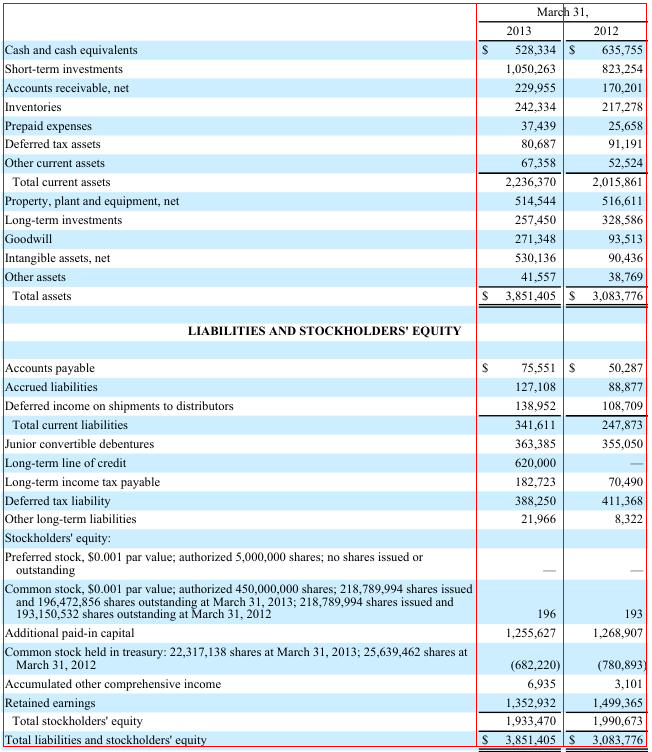 March 31,
2013 2012
Cash and cash equivalents $ 528,334 $ 635,755
Short-term investments 1,050,263 823,254
Accounts receivable, net 229,955 170,201
Inventories 242,334 217,278
Prepaid expenses 37,439 25,658
Deferred tax assets 80,687 91,191
Other current assets 67,358 52,524
Total current assets 2,236,370 2,015,861
Property, plant and equipment, net 514,544 516,611
Long-term investments 257,450 328,586
Goodwill 271,348 93,513
Intangible assets, net 530,136 90,436
Other assets 41,557 38,769
Total assets $ 3,851,405 $ 3,083,776
LIABILITIES AND STOCKHOLDERS' EQUITY
Accounts payable $ 75,551 $ 50,287
Accrued liabilities 127,108 88,877
Deferred income on shipments to distributors 138,952 108,709
Total current liabilities 341,611 247,873
Junior convertible debentures 363,385 355,050
Long-term line of credit 620,000 —
Long-term income tax payable 182,723 70,490
Deferred tax liability 388,250 411,368
Other long-term liabilities 21,966 8,322
Stockholders' equity:
Preferred stock, $0.001 par value; authorized 5,000,000 shares; no shares issued or
outstanding — —
Common stock, $0.001 par value; authorized 450,000,000 shares; 218,789,994 shares issued
and 196,472,856 shares outstanding at March 31, 2013; 218,789,994 shares issued and
193,150,532 shares outstanding at March 31, 2012 196 193
Additional paid-in capital 1,255,627 1,268,907
Common stock held in treasury: 22,317,138 shares at March 31, 2013; 25,639,462 shares at
March 31, 2012 (682,220) (780,893)
Accumulated other comprehensive income 6,935 3,101
Retained earnings 1,352,932 1,499,365
Total stockholders' equity 1,933,470 1,990,673
Total liabilities and stockholders' equity $ 3,851,405 $ 3,083,776